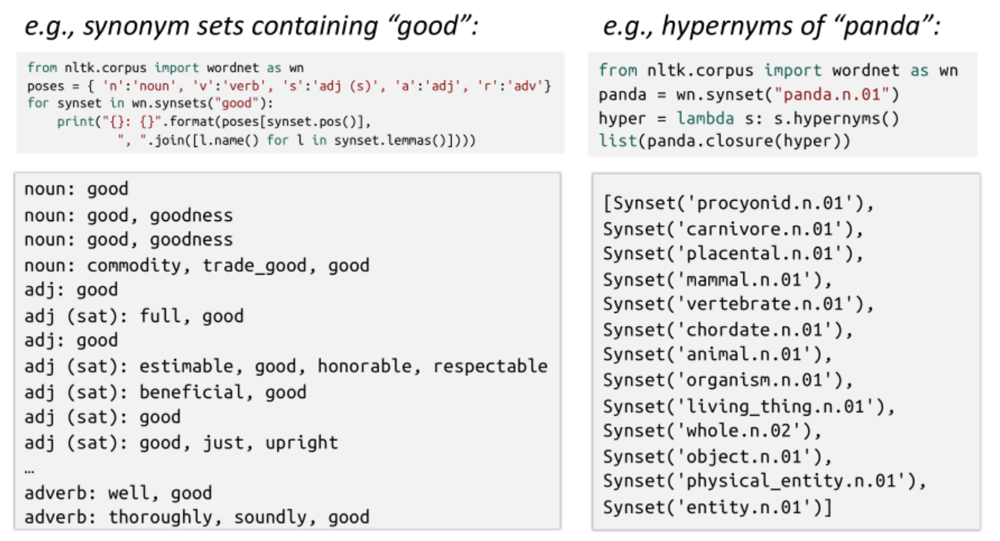 e.g., synonym sets containing “good”:
from nltk.corpus import wordnet as wn
poses = { 'n':'noun', 'v':'verb', 's':'adj (s)', 'a':'adj', 'r':'adv'}
for synset in wn.synsets("good"):
    print("{}: {}".format(poses[synset.pos()],
            ", ".join([l.name() for l in synset.lemmas()])))
noun: good
noun: good, goodness
noun: good, goodness
noun: commodity, trade_good, good
adj: good
adj (sat): full, good
adj: good
adj (sat): estimable, good, honorable, respectable
adj (sat): beneficial, good
adj (sat): good
adj (sat): good, just, upright
…
adverb: well, good
adverb: thoroughly, soundly, good
e.g., hypernyms of “panda”:
from nltk.corpus import wordnet as wn
panda = wn.synset("panda.n.01")
hyper = lambda s: s.hypernyms()
list(panda.closure(hyper))
[Synset('procyonid.n.01'),
Synset('carnivore.n.01'),
Synset('placental.n.01'),
Synset('mammal.n.01'),
Synset('vertebrate.n.01'),
Synset('chordate.n.01'),
Synset('animal.n.01'),
Synset('organism.n.01'),
Synset('living_thing.n.01'),
Synset('whole.n.02'),
Synset('object.n.01'),
Synset('physical_entity.n.01'),
Synset('entity.n.01')]